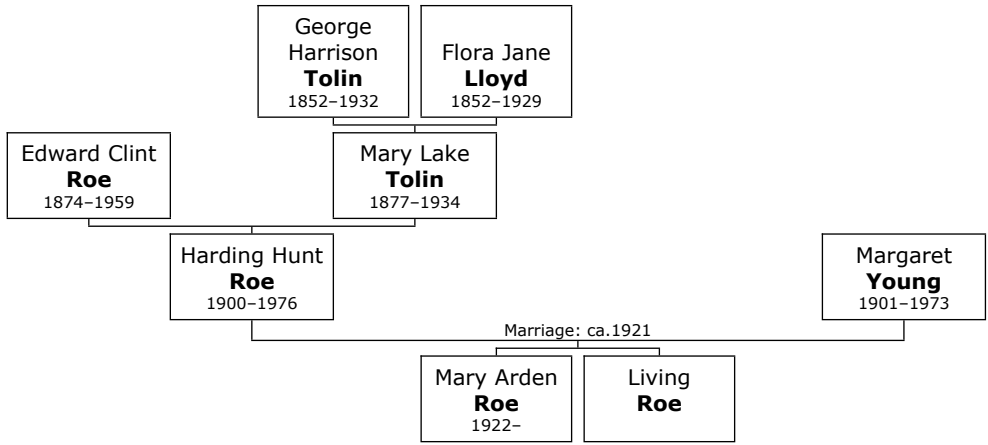 George
Harrison
Tolin
1852–1932
Flora Jane
Lloyd
1852–1929
Edward Clint
Roe
1874–1959
Mary Lake
Tolin
1877–1934
Harding Hunt
Roe
1900–1976
Margaret
Young
1901–1973
Marriage: ca.1921
Mary Arden
Roe
1922–
Living
Roe